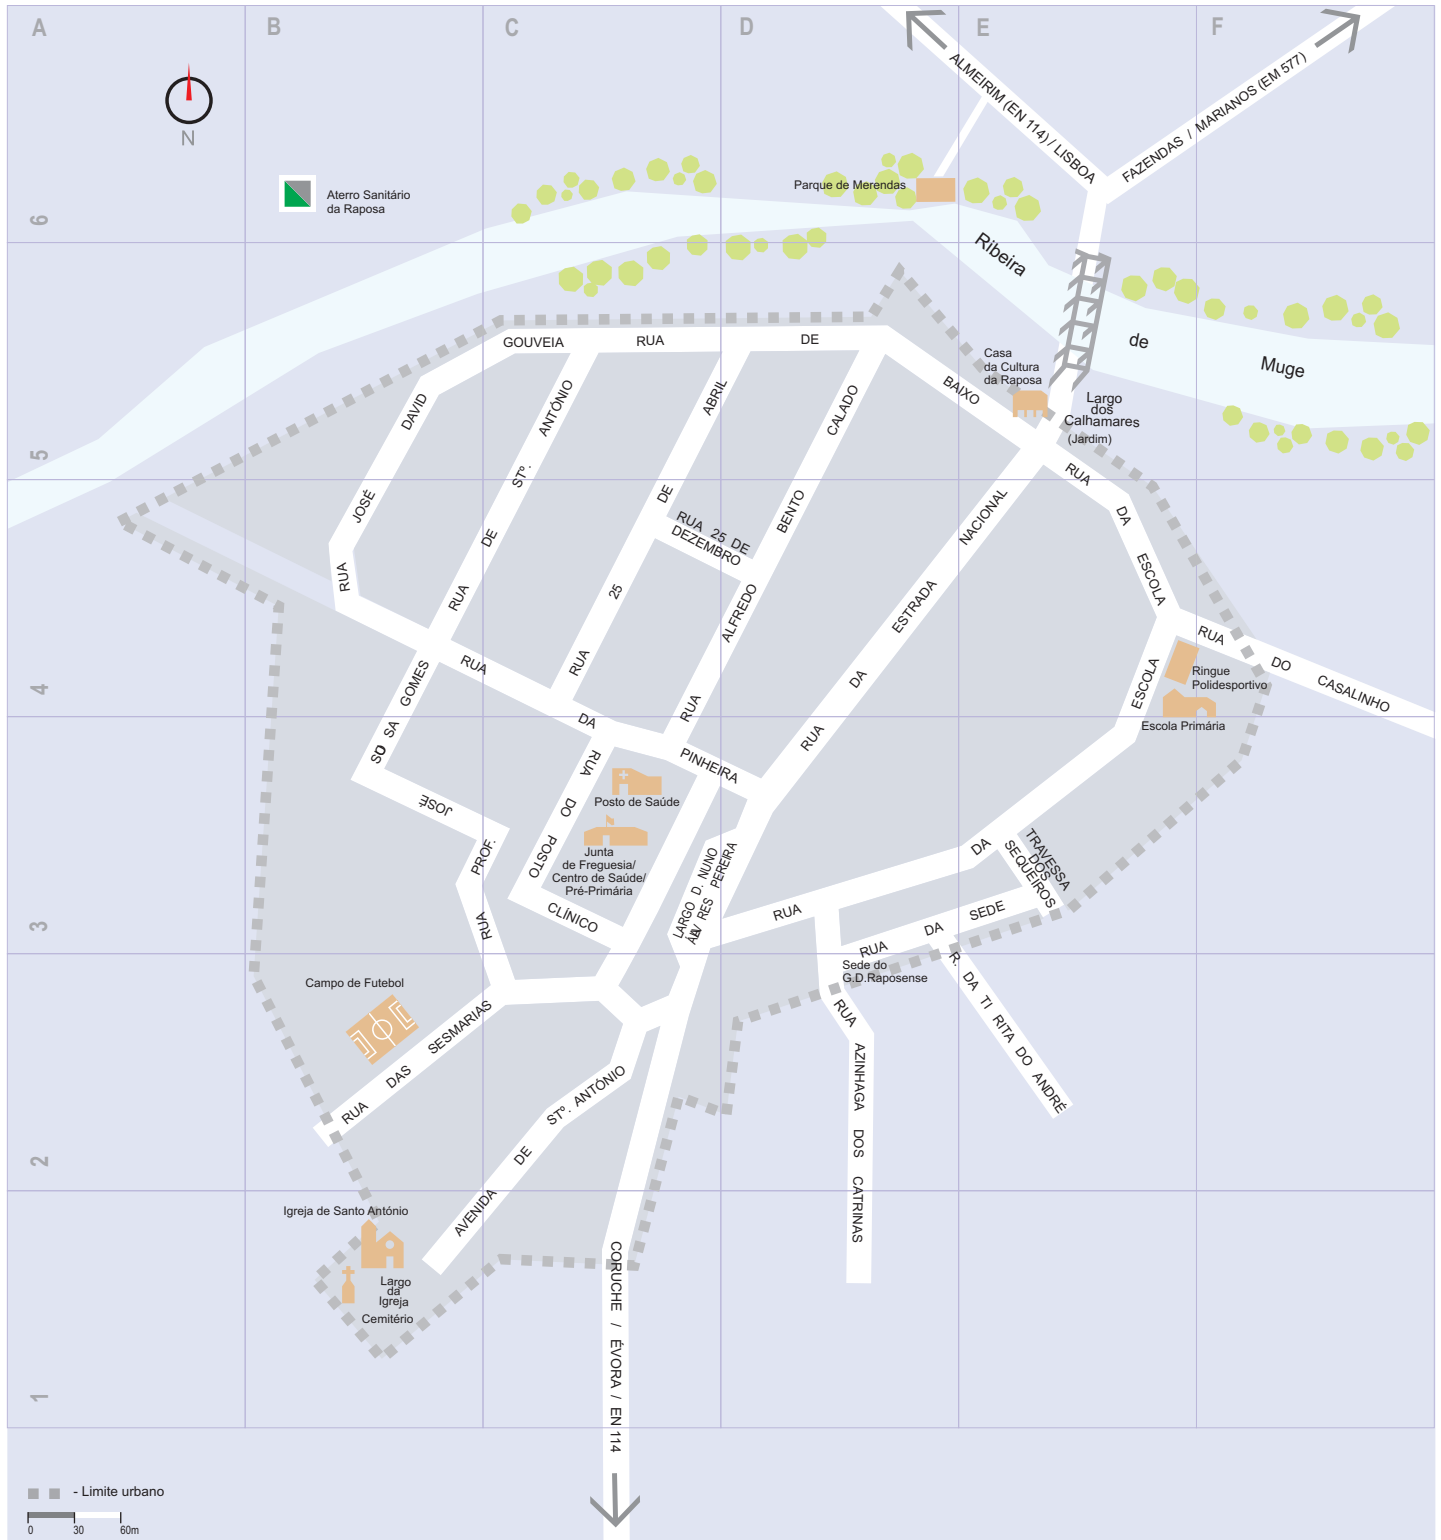 A
B
C
D
E
F
6
5
4
3
2
1
N
Aterro Sanitário
da Raposa
ALMEIRIM (EN 114) / LISBOA
FAZENDAS / MARIANOS (EM 577)
Parque de Merendas
Ribeira
de
Muge
Casa
da Cultura
da Raposa
Largo
dos
Calhamares
(Jardim)
RUA JOSÉ DAVID GOUVEIA
RUA DE BAIXO
RUA DE STº. ANTÓNIO
RUA 25 DE ABRIL
RUA ALFREDO BENTO CALADO
RUA 25 DE
DEZEMBRO
RUA DA ESTRADA NACIONAL
RUA DA ESCOLA
RUA DO CASALINHO
Ringue
Polidesportivo
Escola Primária
RUA DA PINHEIRA
RUA PROF. JOSÉ SOUSA GOMES
RUA DO POSTO CLÍNICO
Posto de Saúde
Junta
de Freguesia/
Centro de Saúde/
Pré-Primária
LARGO D. NUNO
ÁLVARES PEREIRA
RUA DA ESCOLA
TRAVESSA
DOS
SEQUEIROS
RUA DA SEDE
Sede do
G.D.Raposense
R. DA TI RITA DO ANDRÉ
RUA AZINHAGA DOS CATRINAS
Campo de Futebol
RUA DAS SESMARIAS
AVENIDA DE STº. ANTÓNIO
Igreja de Santo António
Largo
da
Igreja
Cemitério
CORUCHE / ÉVORA / EN 114
- Limite urbano
0 30 60m